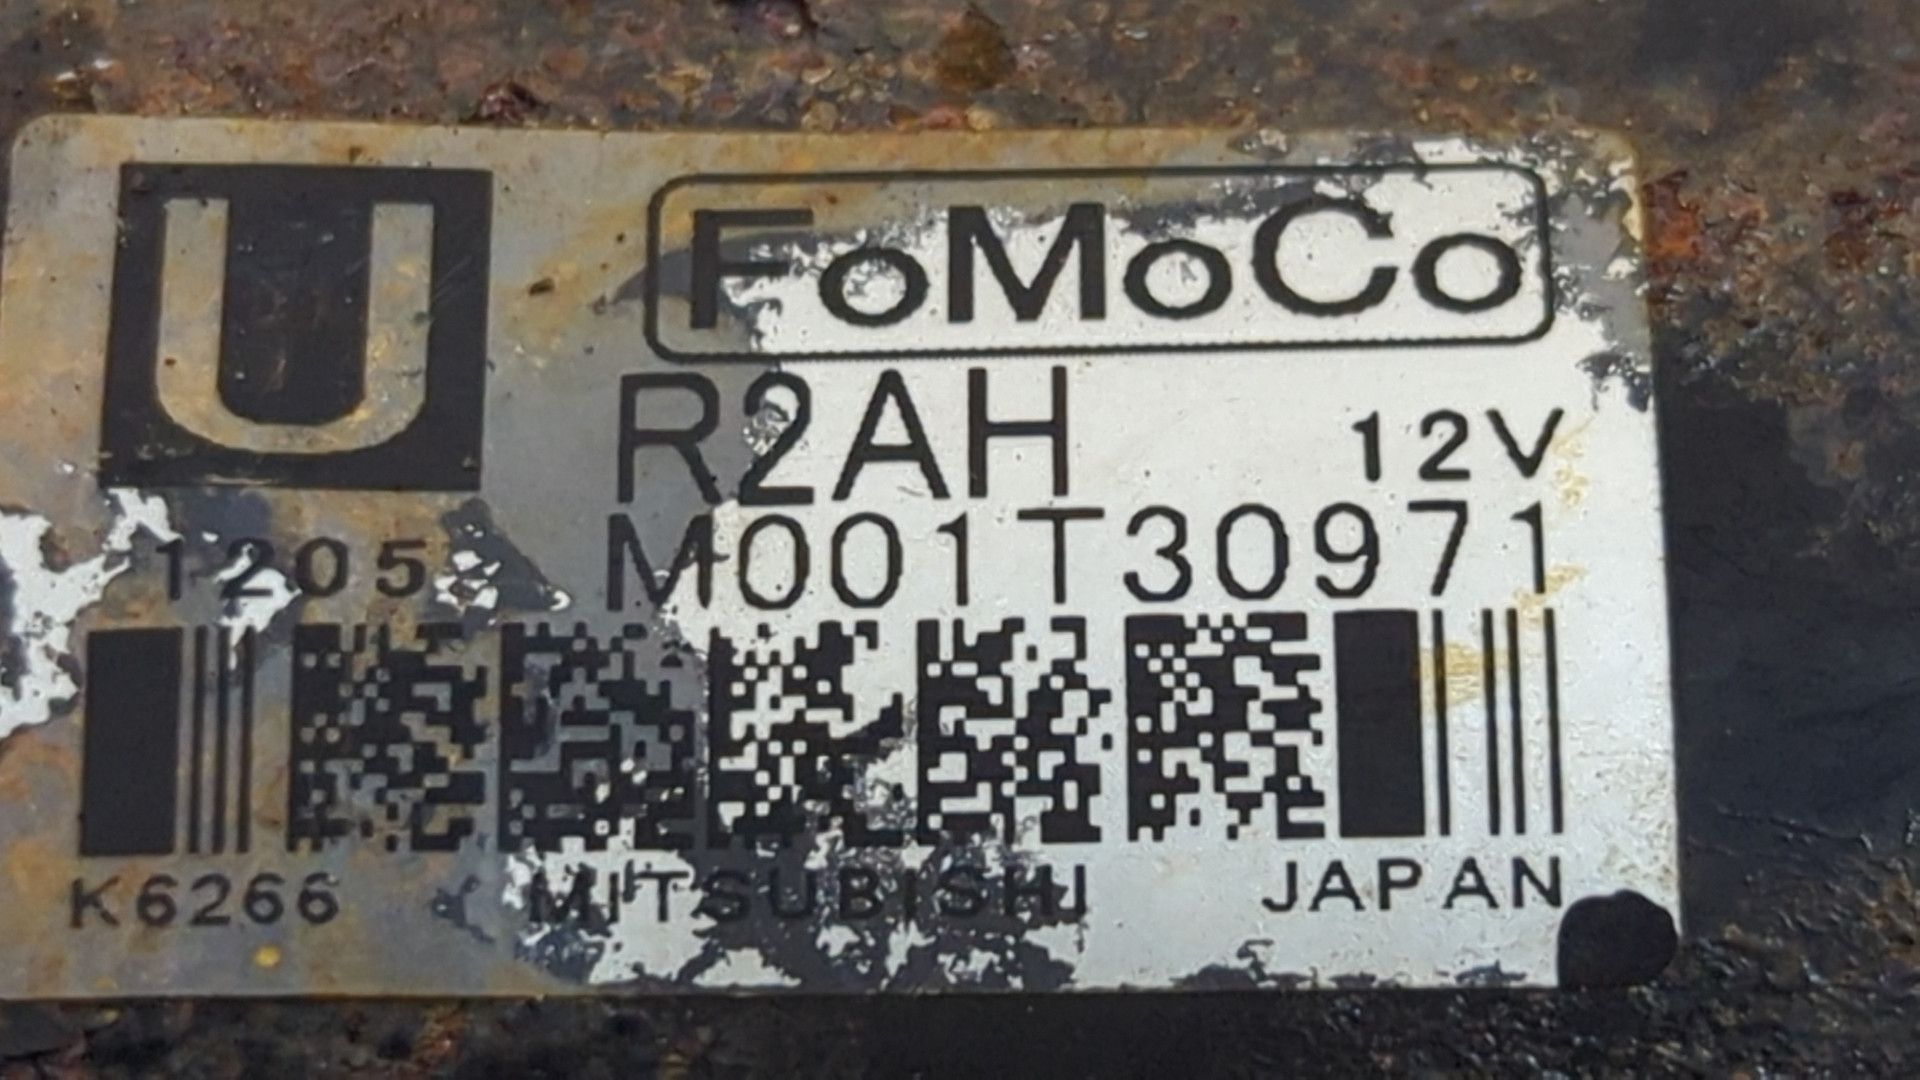 U
FoMoCo
R2AH 12V
1205 M001T30971
K6266 MITSUBISHI JAPAN